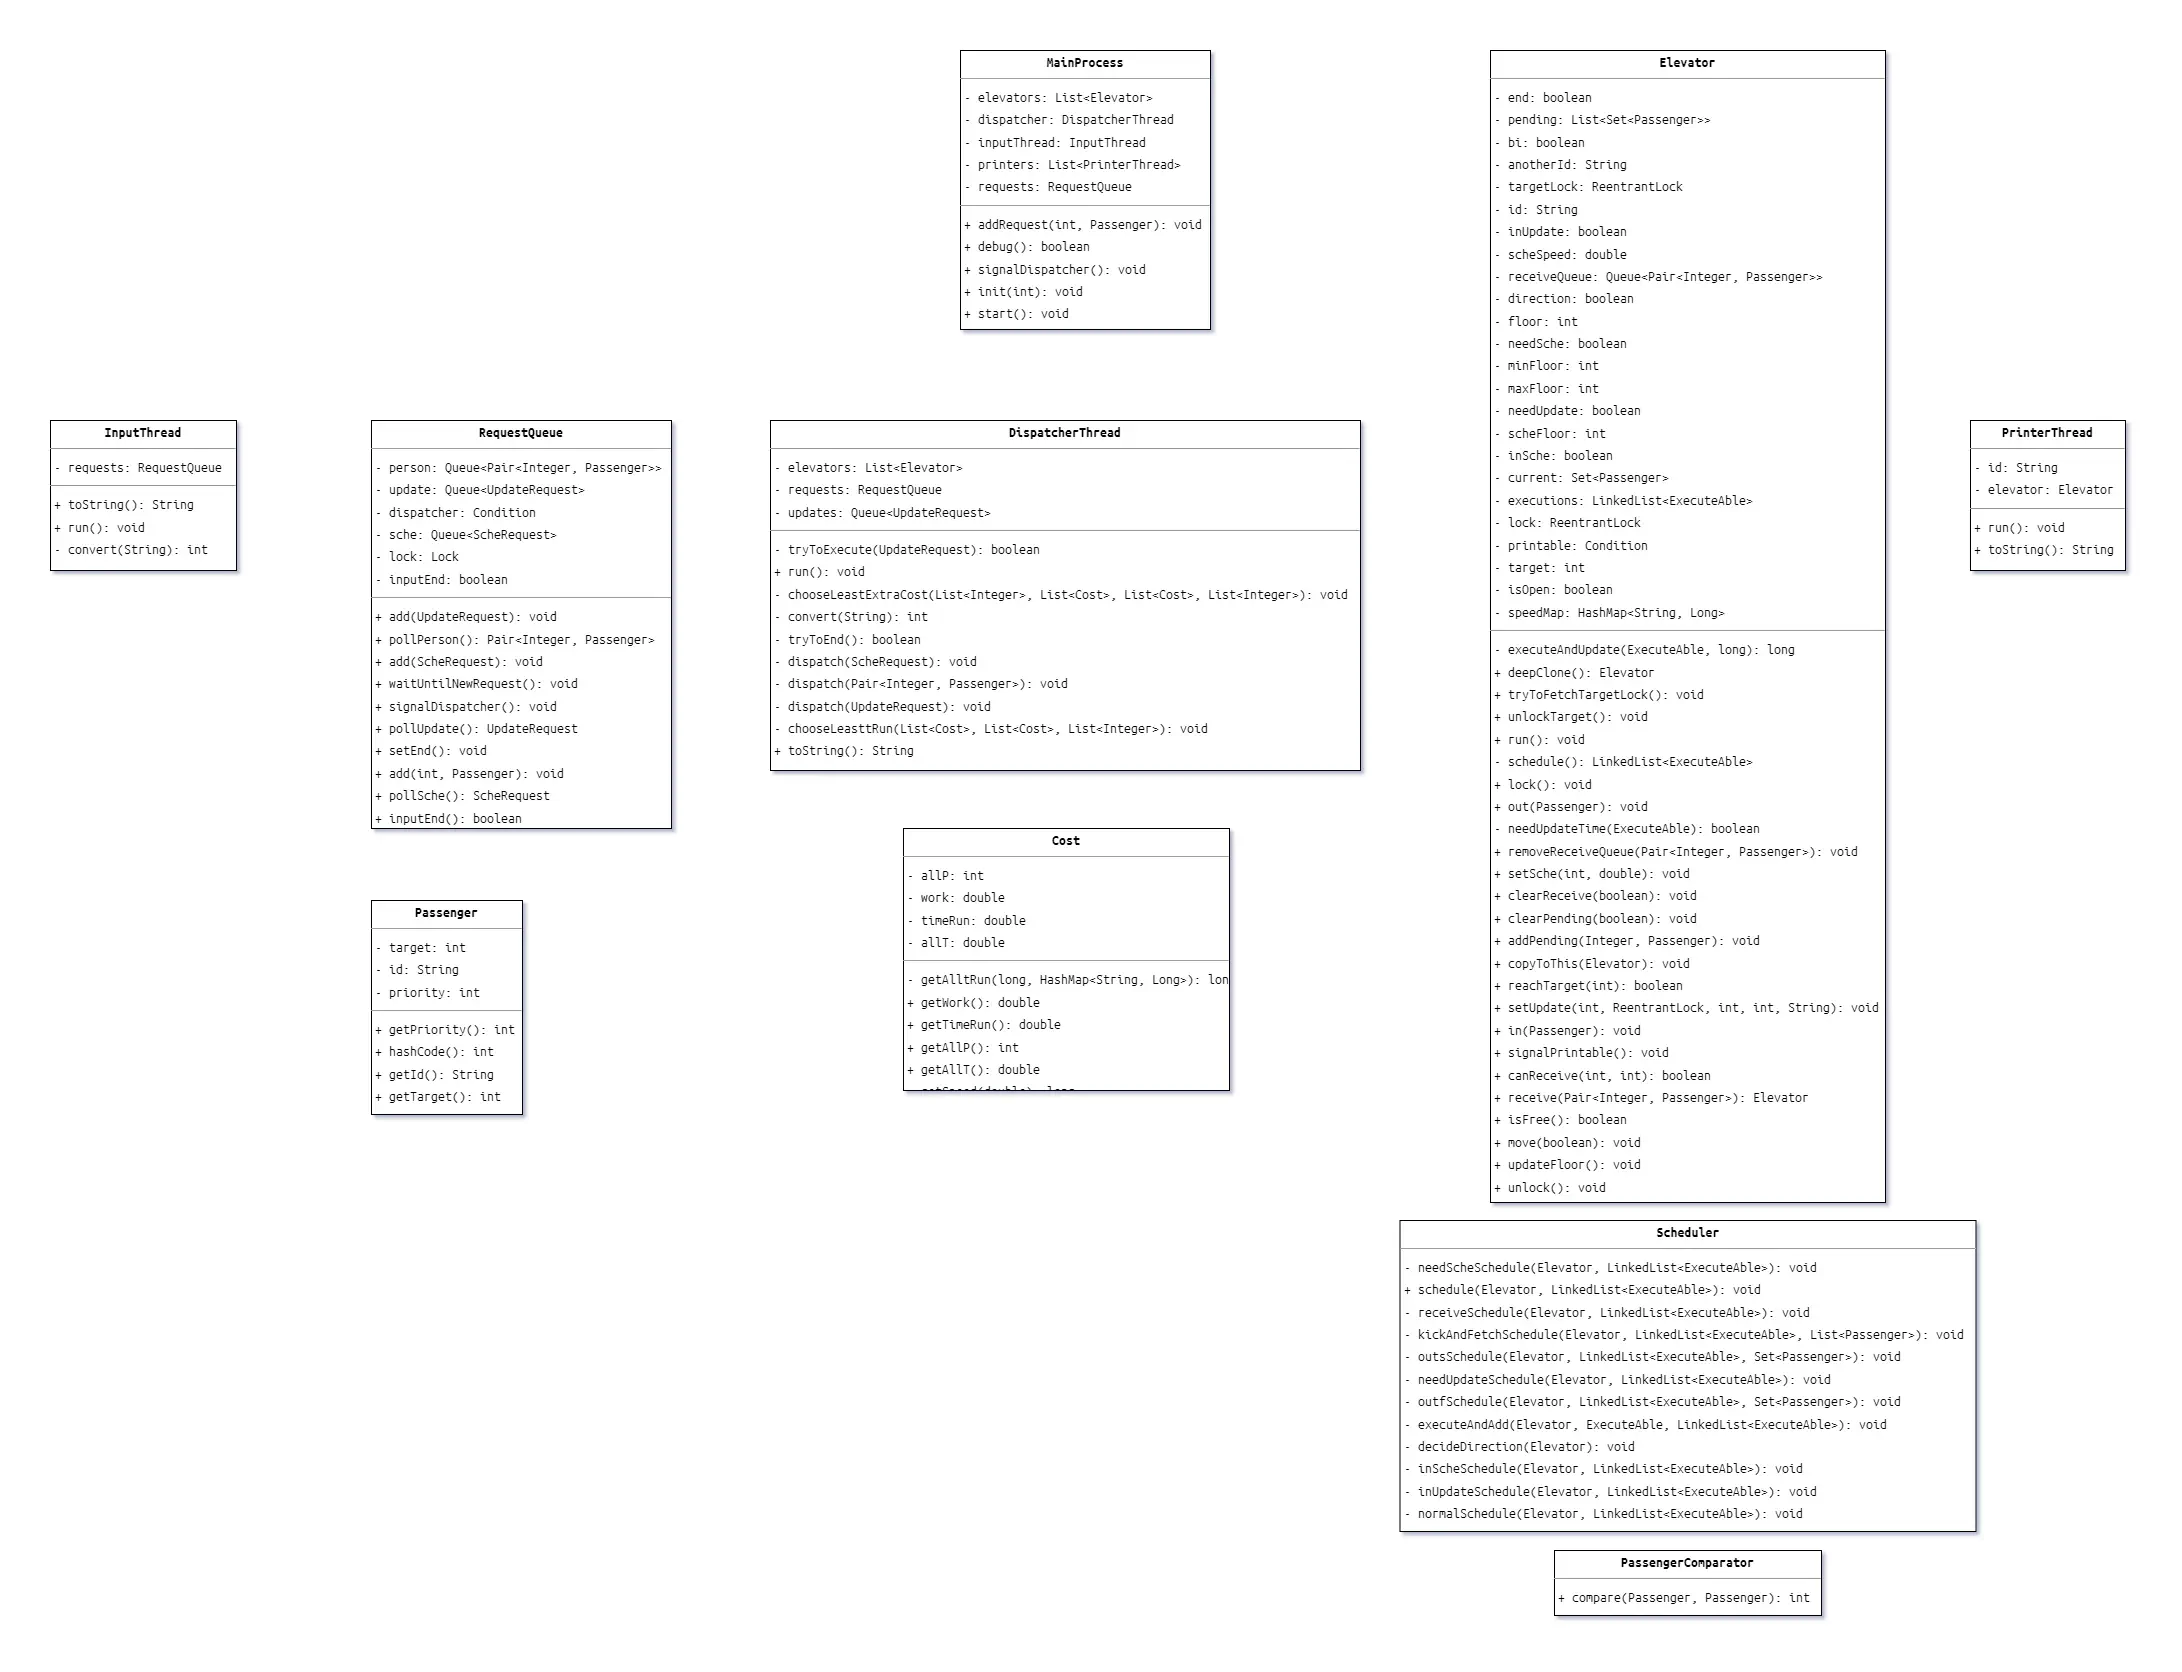 MainProcess
- elevators: List<Elevator>
- dispatcher: DispatcherThread
- inputThread: InputThread
- printers: List<PrinterThread>
- requests: RequestQueue
+ addRequest(int, Passenger): void
+ debug(): boolean
+ signalDispatcher(): void
+ init(int): void
+ start(): void
Elevator
- end: boolean
- pending: List<Set<Passenger>>
- bi: boolean
- anotherId: String
- targetLock: ReentrantLock
- id: String
- inUpdate: boolean
- scheSpeed: double
- receiveQueue: Queue<Pair<Integer, Passenger>>
- direction: boolean
- floor: int
- needSche: boolean
- minFloor: int
- maxFloor: int
- needUpdate: boolean
- scheFloor: int
- inSche: boolean
- current: Set<Passenger>
- executions: LinkedList<ExecuteAble>
- lock: ReentrantLock
- printable: Condition
- target: int
- isOpen: boolean
- speedMap: HashMap<String, Long>
- executeAndUpdate(ExecuteAble, long): long
+ deepClone(): Elevator
+ tryToFetchTargetLock(): void
+ unlockTarget(): void
+ run(): void
- schedule(): LinkedList<ExecuteAble>
+ lock(): void
+ out(Passenger): void
- needUpdateTime(ExecuteAble): boolean
+ removeReceiveQueue(Pair<Integer, Passenger>): void
+ setSche(int, double): void
+ clearReceive(boolean): void
+ clearPending(boolean): void
+ addPending(Integer, Passenger): void
+ copyToThis(Elevator): void
+ reachTarget(int): boolean
+ setUpdate(int, ReentrantLock, int, int, String): void
+ in(Passenger): void
+ signalPrintable(): void
+ canReceive(int, int): boolean
+ receive(Pair<Integer, Passenger>): Elevator
+ isFree(): boolean
+ move(boolean): void
+ updateFloor(): void
+ unlock(): void
InputThread
- requests: RequestQueue
+ toString(): String
+ run(): void
- convert(String): int
RequestQueue
- person: Queue<Pair<Integer, Passenger>>
- update: Queue<UpdateRequest>
- dispatcher: Condition
- sche: Queue<ScheRequest>
- lock: Lock
- inputEnd: boolean
+ add(UpdateRequest): void
+ pollPerson(): Pair<Integer, Passenger>
+ add(ScheRequest): void
+ waitUntilNewRequest(): void
+ signalDispatcher(): void
+ pollUpdate(): UpdateRequest
+ setEnd(): void
+ add(int, Passenger): void
+ pollSche(): ScheRequest
+ inputEnd(): boolean
DispatcherThread
- elevators: List<Elevator>
- requests: RequestQueue
- updates: Queue<UpdateRequest>
- tryToExecute(UpdateRequest): boolean
+ run(): void
- chooseLeastExtraCost(List<Integer>, List<Cost>, List<Cost>, List<Integer>): void
- convert(String): int
- tryToEnd(): boolean
- dispatch(ScheRequest): void
- dispatch(Pair<Integer, Passenger>): void
- dispatch(UpdateRequest): void
- chooseLeasttRun(List<Cost>, List<Cost>, List<Integer>): void
+ toString(): String
PrinterThread
- id: String
- elevator: Elevator
+ run(): void
+ toString(): String
Cost
- allP: int
- work: double
- timeRun: double
- allT: double
- getAlltRun(long, HashMap<String, Long>): lon
+ getWork(): double
+ getTimeRun(): double
+ getAllP(): int
+ getAllT(): double
Passenger
- target: int
- id: String
- priority: int
+ getPriority(): int
+ hashCode(): int
+ getId(): String
+ getTarget(): int
Scheduler
- needScheSchedule(Elevator, LinkedList<ExecuteAble>): void
+ schedule(Elevator, LinkedList<ExecuteAble>): void
- receiveSchedule(Elevator, LinkedList<ExecuteAble>): void
- kickAndFetchSchedule(Elevator, LinkedList<ExecuteAble>, List<Passenger>): void
- outsSchedule(Elevator, LinkedList<ExecuteAble>, Set<Passenger>): void
- needUpdateSchedule(Elevator, LinkedList<ExecuteAble>): void
- outfSchedule(Elevator, LinkedList<ExecuteAble>, Set<Passenger>): void
- executeAndAdd(Elevator, ExecuteAble, LinkedList<ExecuteAble>): void
- decideDirection(Elevator): void
- inScheSchedule(Elevator, LinkedList<ExecuteAble>): void
- inUpdateSchedule(Elevator, LinkedList<ExecuteAble>): void
- normalSchedule(Elevator, LinkedList<ExecuteAble>): void
PassengerComparator
+ compare(Passenger, Passenger): int